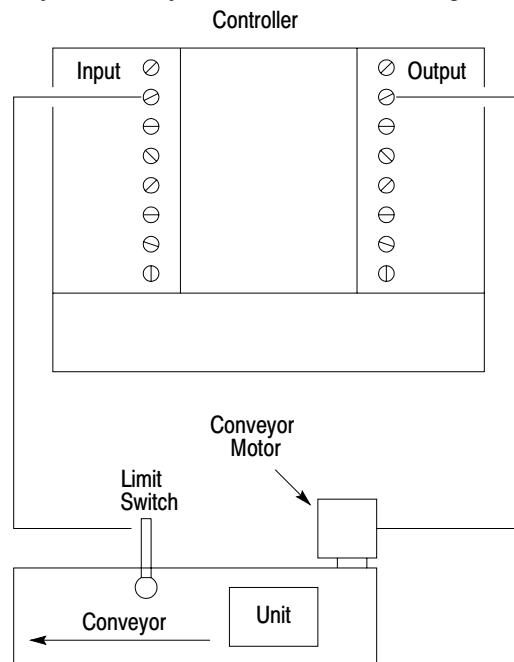 Controller
Input
Output
Conveyor
Motor
Limit
Switch
Conveyor
Unit